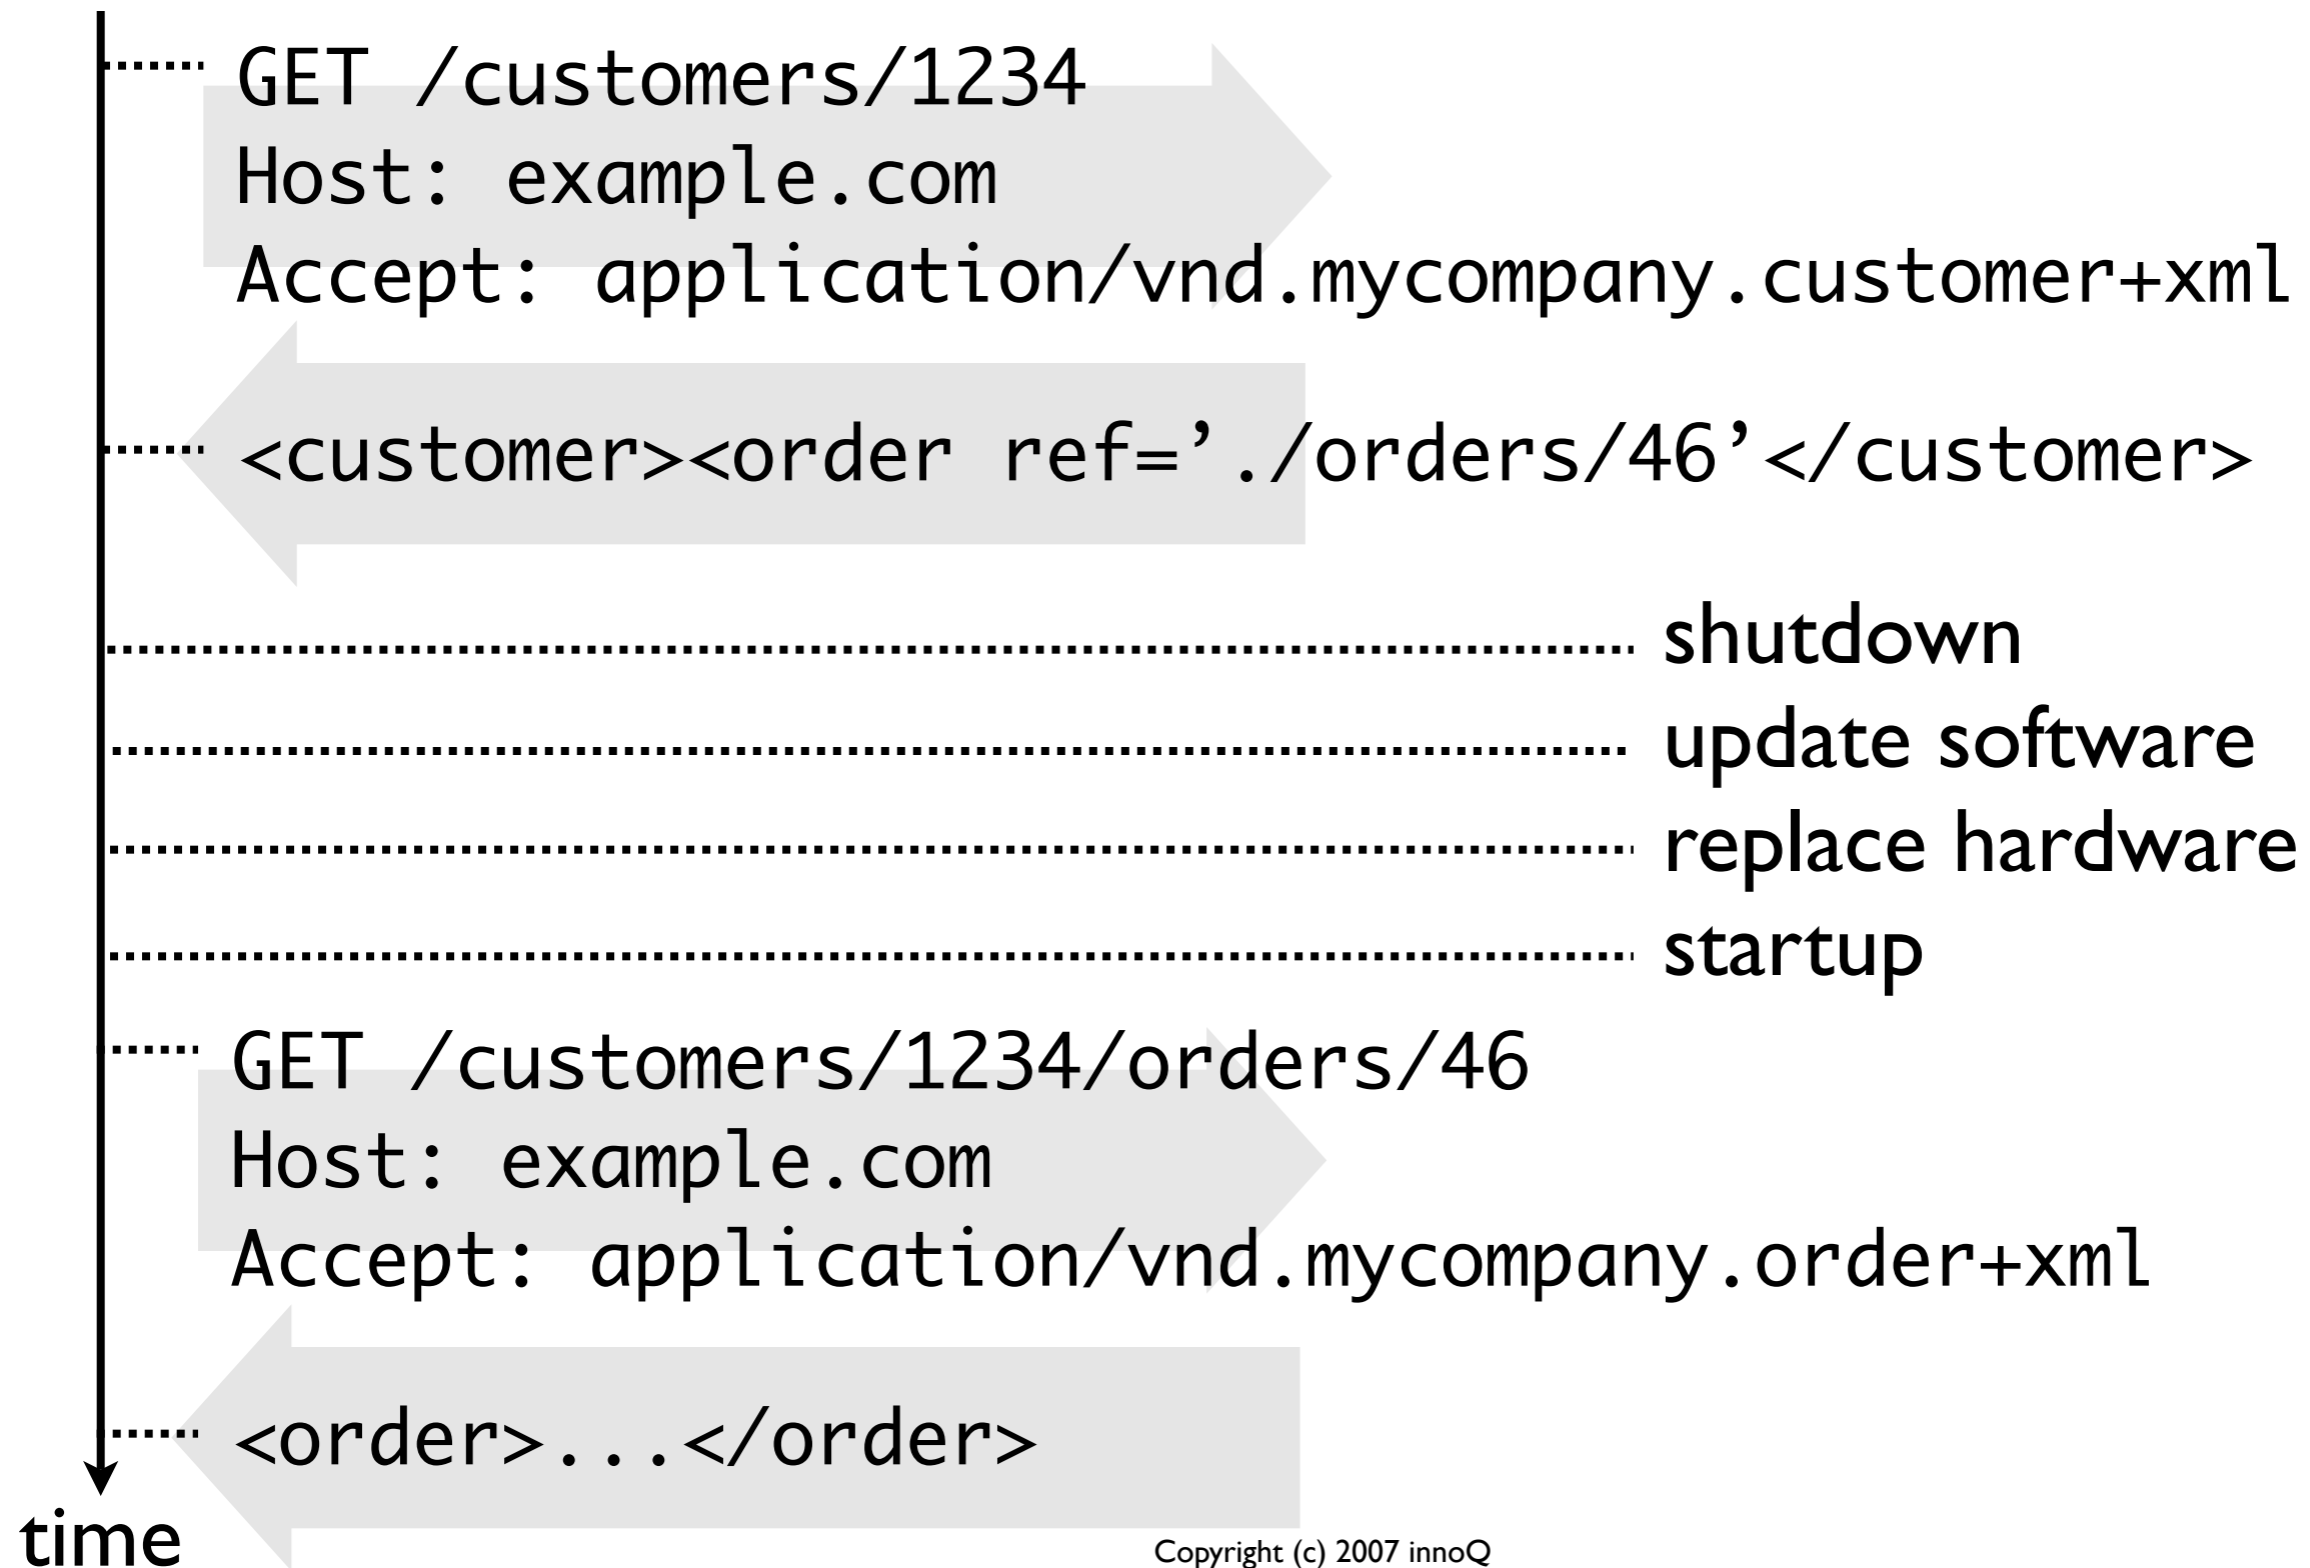 GET /customers/1234
Host: example.com
Accept: application/vnd.mycompany.customer+xml
<customer><order ref=’./orders/46’</customer>
shutdown
update software
replace hardware
startup
GET /customers/1234/orders/46
Host: example.com
Accept: application/vnd.mycompany.order+xml
<order>...</order>
time
Copyright (c) 2007 innoQ